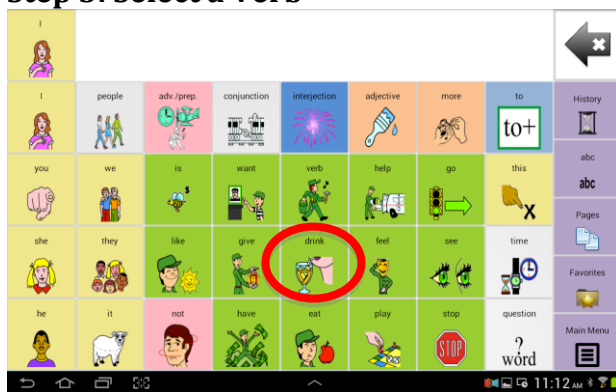 Step 3: Select a verb
I
I people adv./prep. conjunction interjection adjective more to History
to+
you we is want verb help go this abc
abc
she they like give drink feel see time Pages
Favorites
he it not have eat play stop question Main Menu
STOP
?
word
11:12 AM